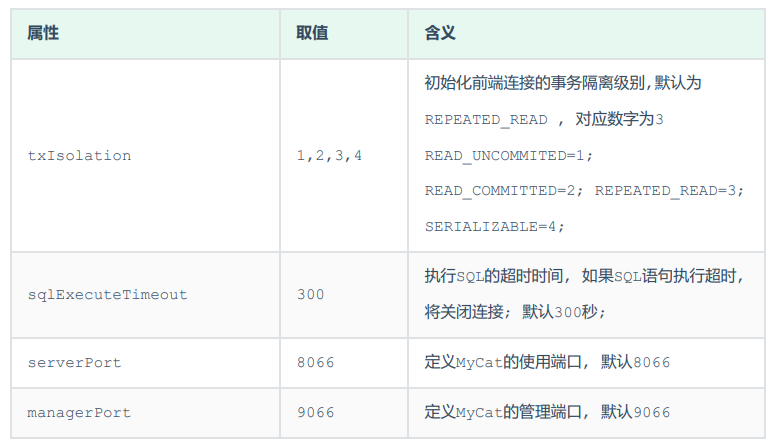 属性 取值 含义
初始化前端连接的事务隔离级别,默认为
REPEATED_READ , 对应数字为3
txIsolation 1,2,3,4 READ_UNCOMMITED=1;
READ_COMMITTED=2; REPEATED_READ=3;
SERIALIZABLE=4;
执行SQL的超时时间, 如果SQL语句执行超时,
sqlExecuteTimeout 300
将关闭连接; 默认300秒;
serverPort 8066 定义MyCat的使用端口, 默认8066
managerPort 9066 定义MyCat的管理端口, 默认9066